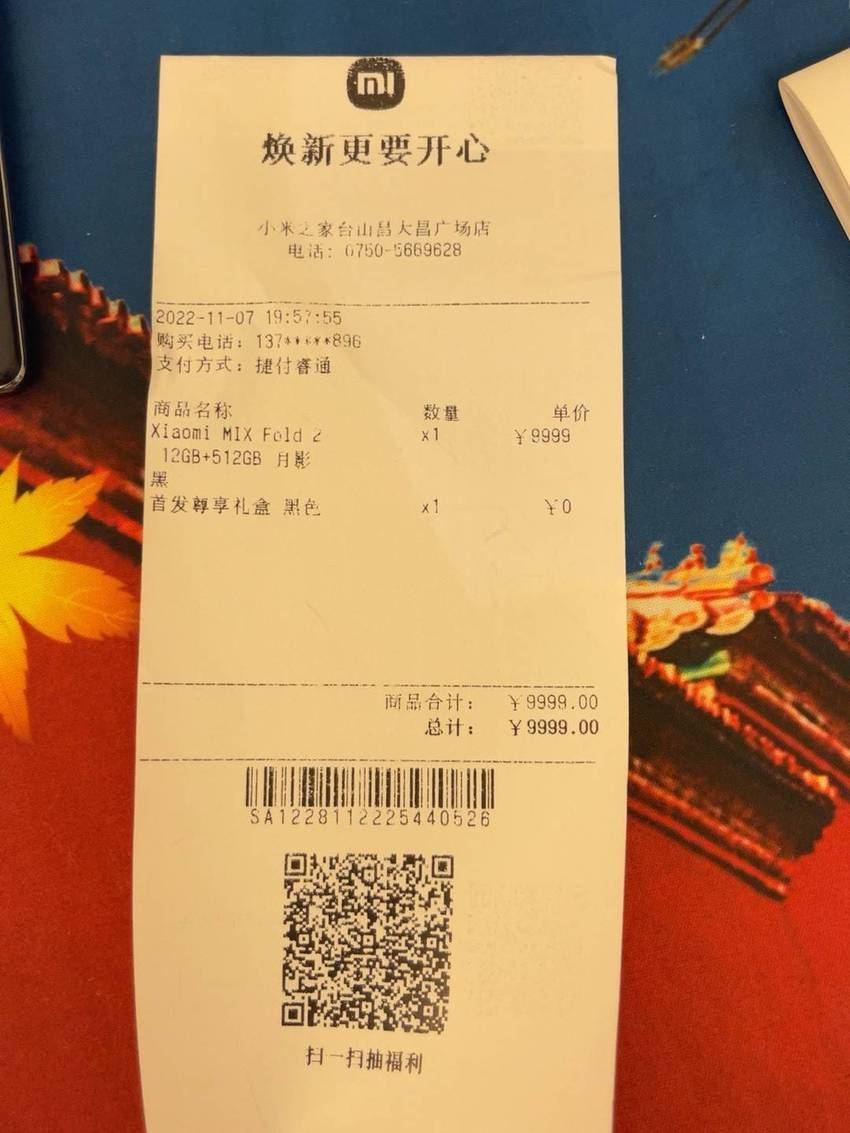 mi
焕新更要开心
小米之家台山昌大昌广场店
电话: 0750-5669628
2022-11-07 19:57:55
购买电话: 137*****896
支付方式: 捷付睿通
商品名称 数量 单价
Xiaomi MIX Fold 2 x1 ￥9999
12GB+512GB 月影
黑
首发尊享礼盒 黑色 x1 ￥0
商品合计: ￥9999.00
总计: ￥9999.00
SA1228112225440526
扫一扫抽福利